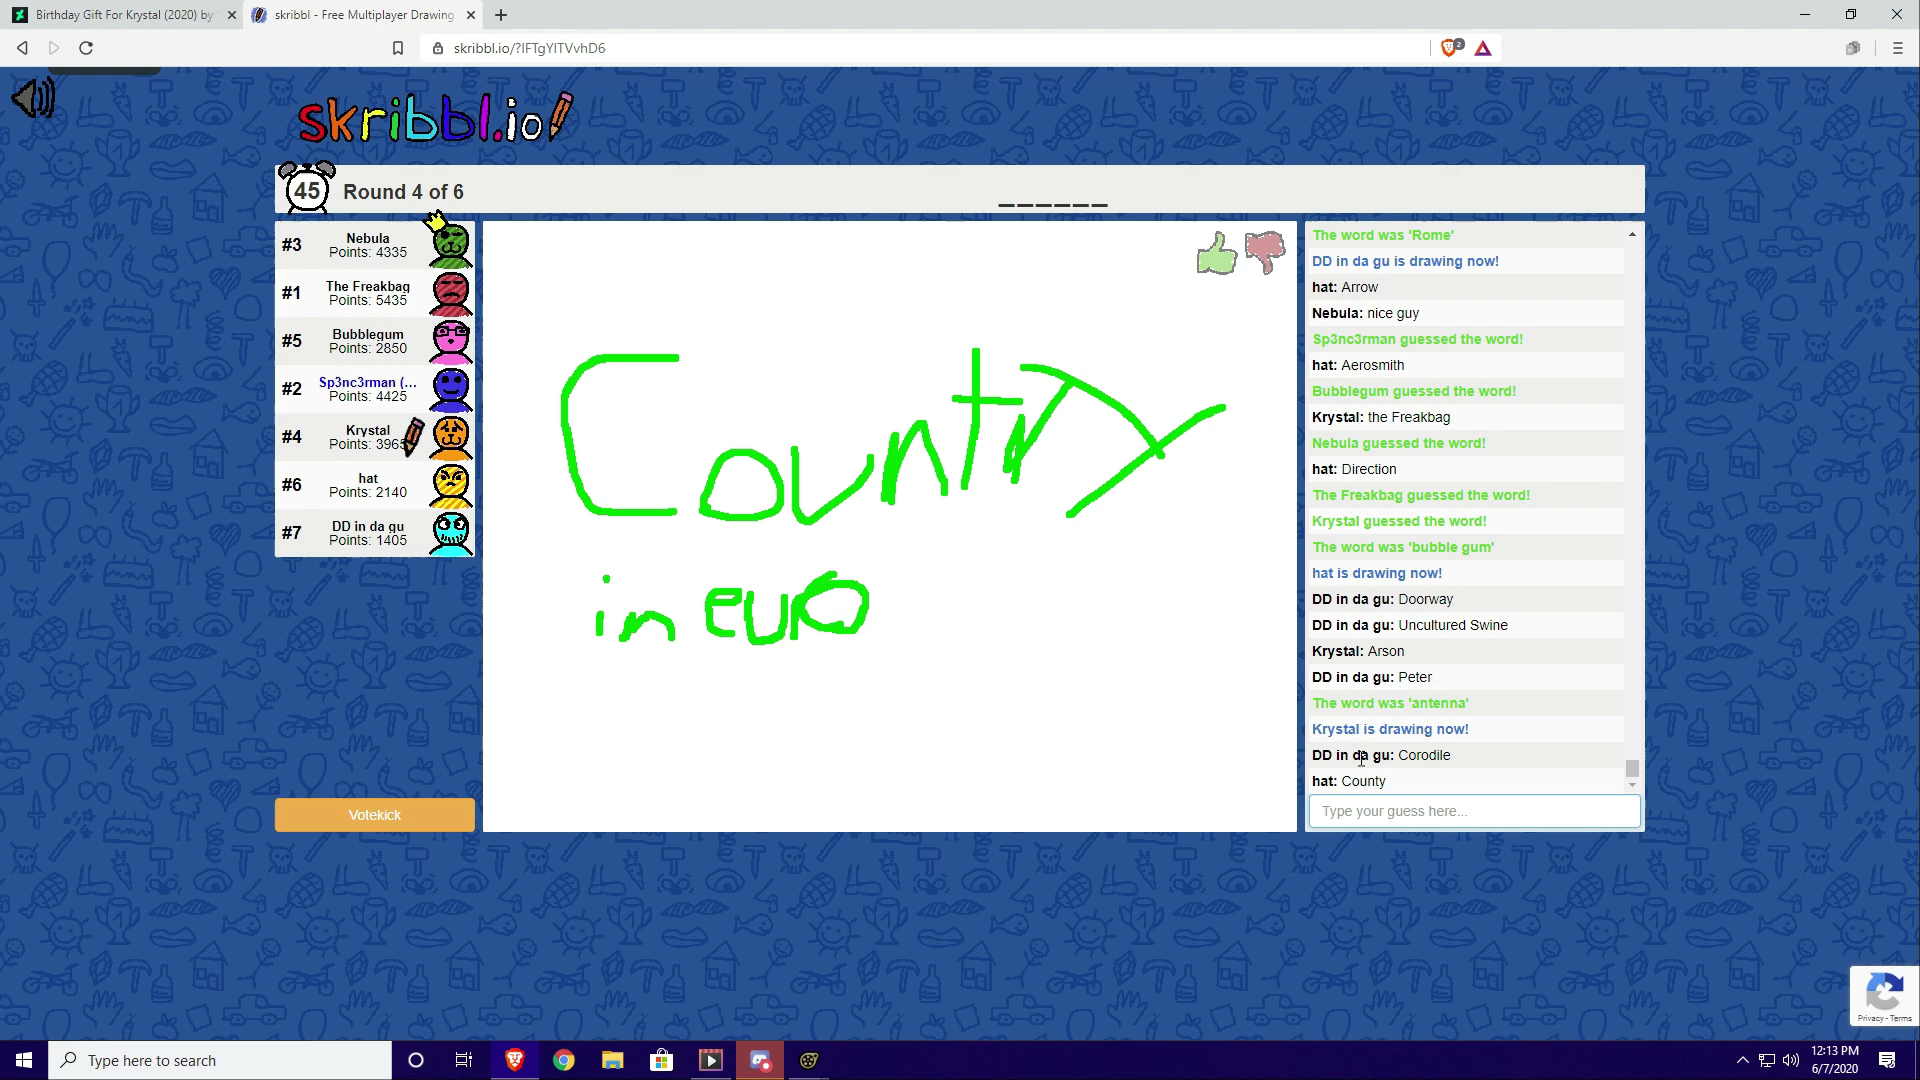 Birthday Gift For Krystal (2020) by
skribbl - Free Multiplayer Drawing
skribbl.io/?IFTgYITVvhD6
2
skribbl.io
45
Round 4 of 6
______
#3 Nebula
Points: 4335
#1 The Freakbag
Points: 5435
#5 Bubblegum
Points: 2850
#2 Sp3nc3rman (...
Points: 4425
#4 Krystal
Points: 3965
#6 hat
Points: 2140
#7 DD in da gu
Points: 1405
Votekick
Country
in euro
The word was 'Rome'
DD in da gu is drawing now!
hat: Arrow
Nebula: nice guy
Sp3nc3rman guessed the word!
hat: Aerosmith
Bubblegum guessed the word!
Krystal: the Freakbag
Nebula guessed the word!
hat: Direction
The Freakbag guessed the word!
Krystal guessed the word!
The word was 'bubble gum'
hat is drawing now!
DD in da gu: Doorway
DD in da gu: Uncultured Swine
Krystal: Arson
DD in da gu: Peter
The word was 'antenna'
Krystal is drawing now!
DD in da gu: Corodile
hat: County
Type your guess here...
Privacy - Terms
Type here to search
12:13 PM
6/7/2020